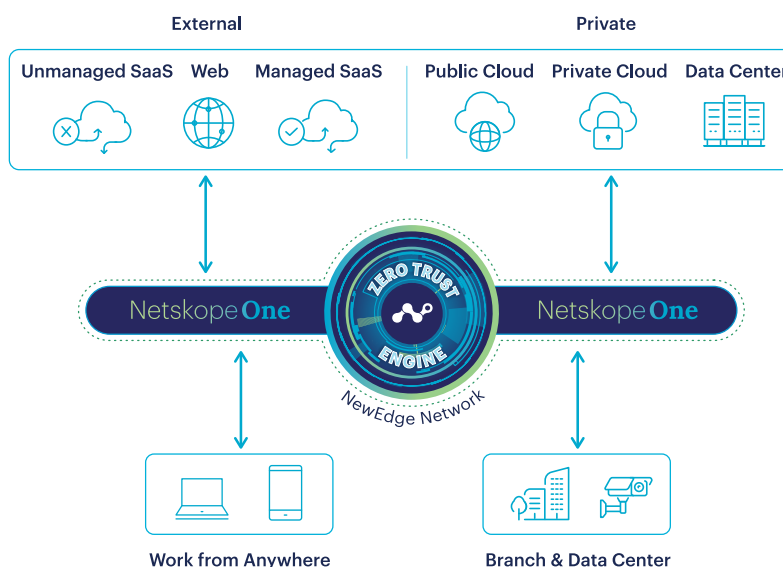 External
Private
Unmanaged SaaS
Web
Managed SaaS
Public Cloud
Private Cloud
Data Center
ZERO TRUST
Netskope One
Netskope One
ENGINE
NewEdge Network
Work from Anywhere
Branch & Data Center